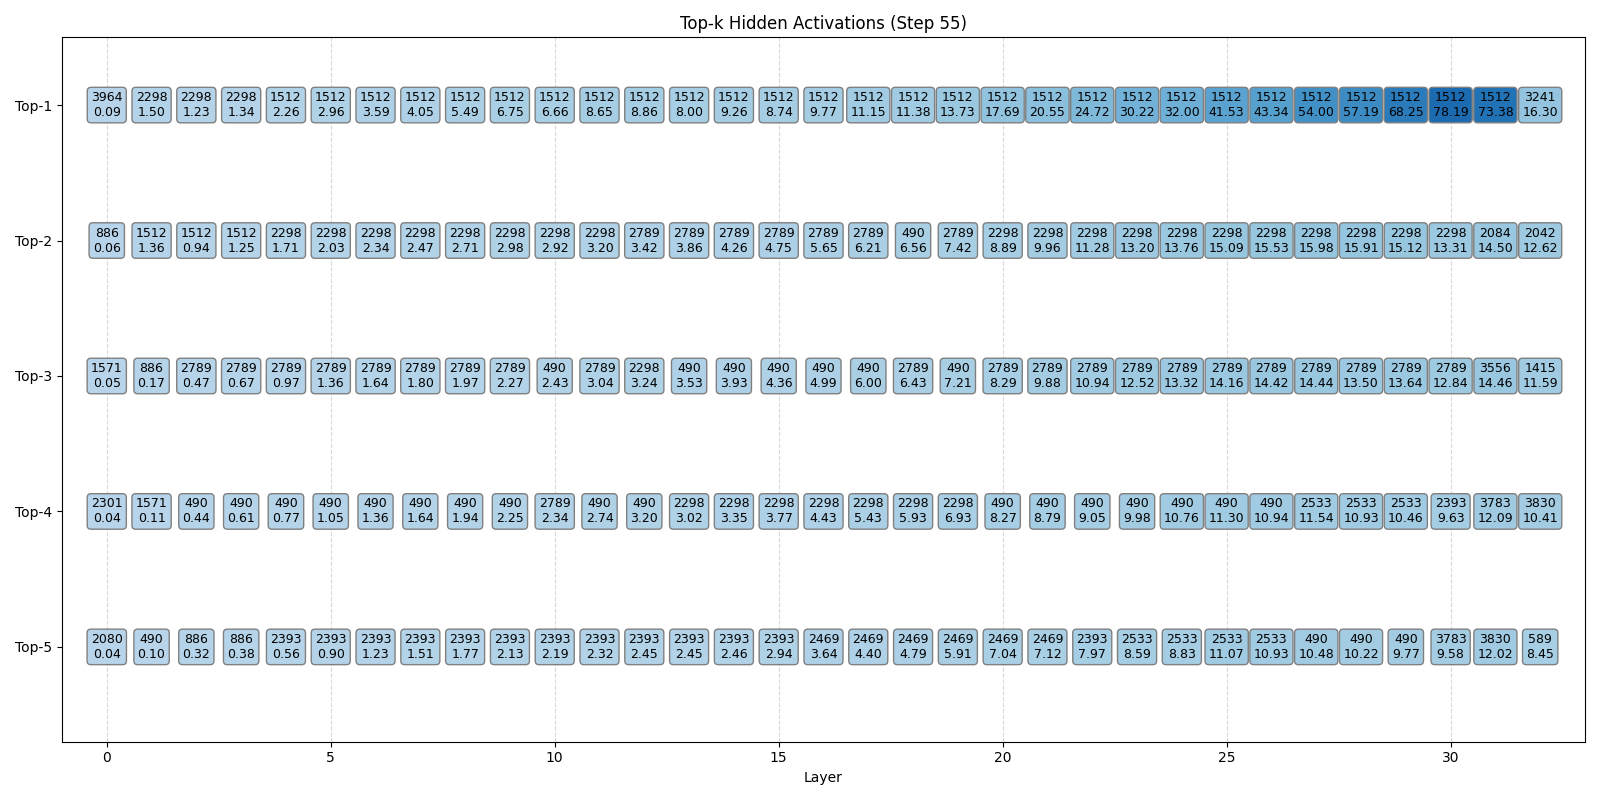 Top-k Hidden Activations (Step 55)
Top-1
3964 2298 2298 2298 1512 1512 1512 1512 1512 1512 1512 1512 1512 1512 1512 1512 1512 1512 1512 1512 1512 1512 1512 1512 1512 1512 1512 1512 1512 1512 1512 1512 3241
0.09 1.50 1.23 1.34 2.26 2.96 3.59 4.05 5.49 6.75 6.66 8.65 8.86 8.00 9.26 8.74 9.77 11.15 11.38 13.73 17.69 20.55 24.72 30.22 32.00 41.53 43.34 54.00 57.19 68.25 78.19 73.38 16.30
Top-2
886 1512 1512 1512 2298 2298 2298 2298 2298 2298 2298 2298 2789 2789 2789 2789 2789 2789 490 2789 2298 2298 2298 2298 2298 2298 2298 2298 2298 2298 2298 2084 2042
0.06 1.36 0.94 1.25 1.71 2.03 2.34 2.47 2.71 2.98 2.92 3.20 3.42 3.86 4.26 4.75 5.65 6.21 6.56 7.42 8.89 9.96 11.28 13.20 13.76 15.09 15.53 15.98 15.91 15.12 13.31 14.50 12.62
Top-3
1571 886 2789 2789 2789 2789 2789 2789 2789 2789 490 2789 2298 490 490 490 490 490 2789 490 2789 2789 2789 2789 2789 2789 2789 2789 2789 2789 2789 3556 1415
0.05 0.17 0.47 0.67 0.97 1.36 1.64 1.80 1.97 2.27 2.43 3.04 3.24 3.53 3.93 4.36 4.99 6.00 6.43 7.21 8.29 9.88 10.94 12.52 13.32 14.16 14.42 14.44 13.50 13.64 12.84 14.46 11.59
Top-4
2301 1571 490 490 490 490 490 490 490 490 2789 490 490 2298 2298 2298 2298 2298 2298 2298 490 490 490 490 490 490 490 2533 2533 2533 2393 3783 3830
0.04 0.11 0.44 0.61 0.77 1.05 1.36 1.64 1.94 2.25 2.34 2.74 3.20 3.02 3.35 3.77 4.43 5.43 5.93 6.93 8.27 8.79 9.05 9.98 10.76 11.30 10.94 11.54 10.93 10.46 9.63 12.09 10.41
Top-5
2080 490 886 886 2393 2393 2393 2393 2393 2393 2393 2393 2393 2393 2393 2393 2469 2469 2469 2469 2469 2469 2393 2533 2533 2533 2533 490 490 490 3783 3830 589
0.04 0.10 0.32 0.38 0.56 0.90 1.23 1.51 1.77 2.13 2.19 2.32 2.45 2.45 2.46 2.94 3.64 4.40 4.79 5.91 7.04 7.12 7.97 8.59 8.83 11.07 10.93 10.48 10.22 9.77 9.58 12.02 8.45
0 5 10 15 20 25 30
Layer